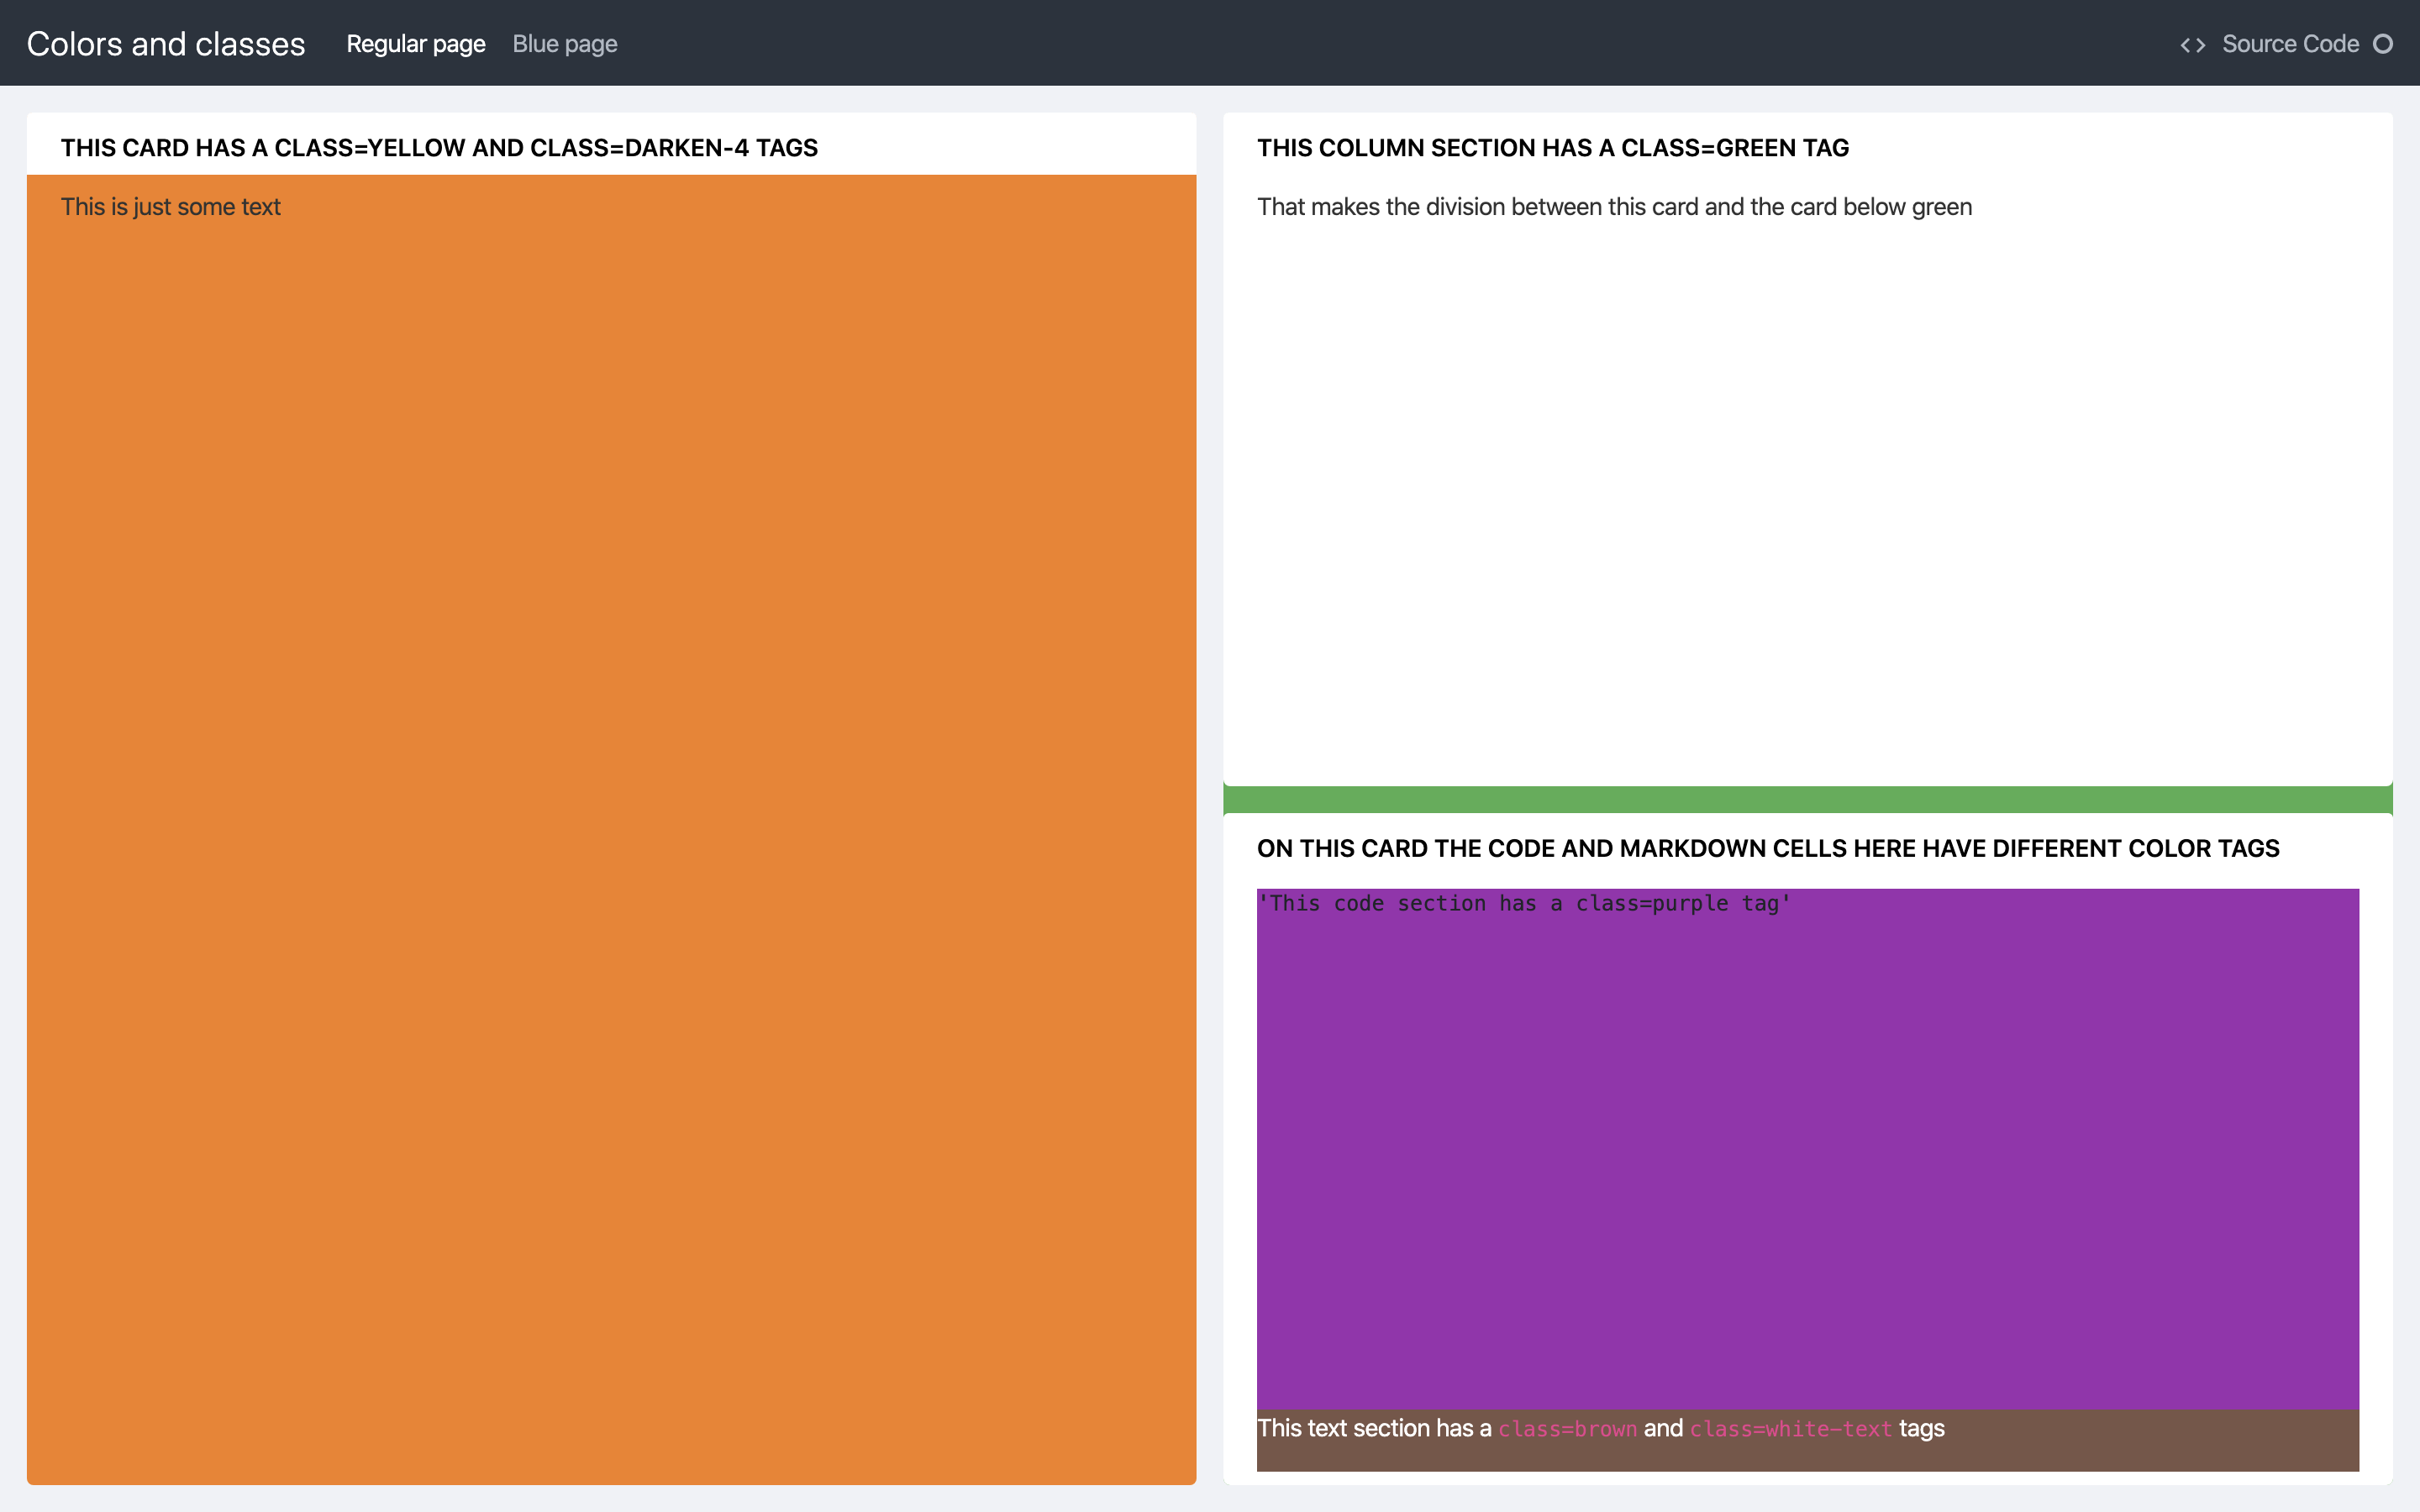 Colors and classes
Regular page
Blue page
Source Code
THIS CARD HAS A CLASS=YELLOW AND CLASS=DARKEN-4 TAGS
This is just some text
THIS COLUMN SECTION HAS A CLASS=GREEN TAG
That makes the division between this card and the card below green
ON THIS CARD THE CODE AND MARKDOWN CELLS HERE HAVE DIFFERENT COLOR TAGS
'This code section has a class=purple tag'
This text section has a class=brown and class=white-text tags